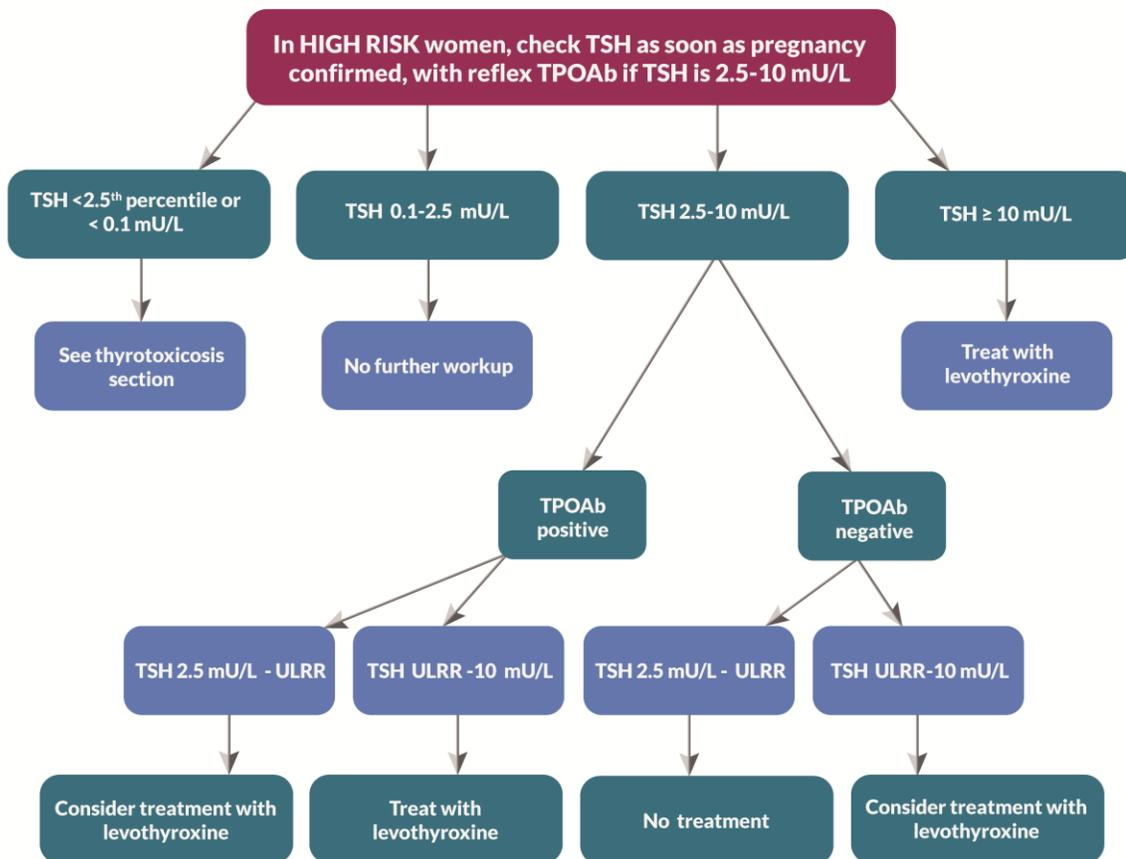 In HIGH RISK women, check TSH as soon as pregnancy
confirmed, with reflex TPOAb if TSH is 2.5-10 mU/L
TSH <2.5th percentile or
< 0.1 mU/L
TSH 0.1-2.5 mU/L
TSH 2.5-10 mU/L
TSH ≥ 10 mU/L
See thyrotoxicosis
section
No further workup
Treat with
levothyroxine
TPOAb
positive
TPOAb
negative
TSH 2.5 mU/L - ULRR
TSH ULRR -10 mU/L
TSH 2.5 mU/L - ULRR
TSH ULRR-10 mU/L
Consider treatment with
levothyroxine
Treat with
levothyroxine
No treatment
Consider treatment with
levothyroxine